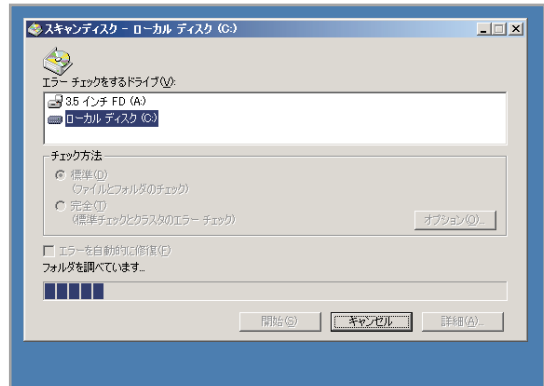 スキャンディスク - ローカル ディスク (C:)
エラー チェックをするドライブ(V):
3.5 インチ FD (A:)
ローカル ディスク (C:)
チェック方法
標準(D)
(ファイルとフォルダのチェック)
完全(T)
(標準チェックとクラスタのエラー チェック)
オプション(O)...
エラーを自動的に修復(F)
フォルダを調べています...
開始(S)
キャンセル
詳細(A)...